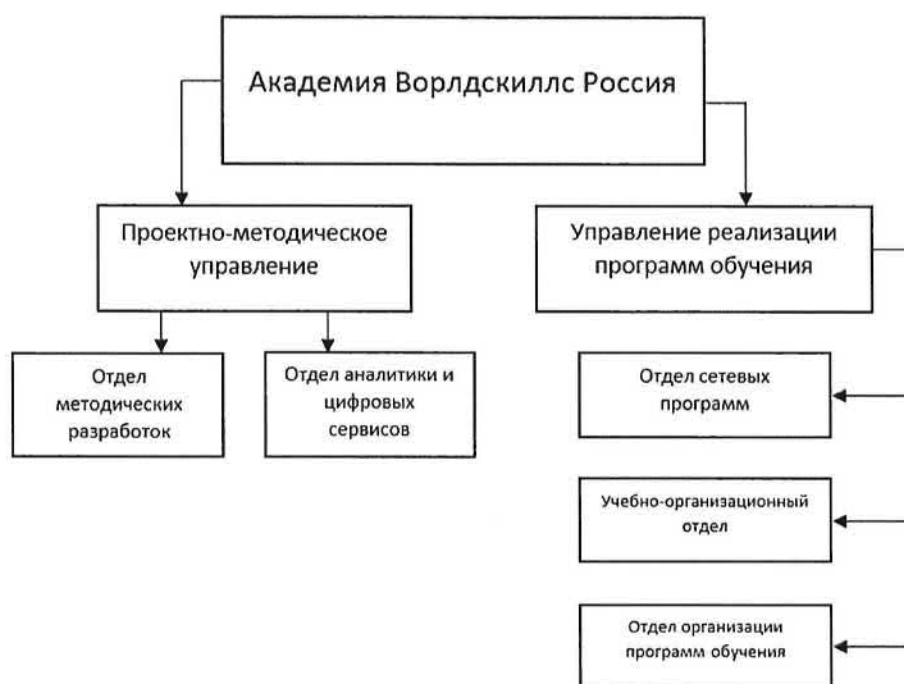 Академия Ворлдскиллс Россия
Проектно-методическое
управление
Управление реализации
программ обучения
Отдел
методических
разработок
Отдел аналитики и
цифровых
сервисов
Отдел сетевых
программ
Учебно-организационный
отдел
Отдел организации
программ обучения